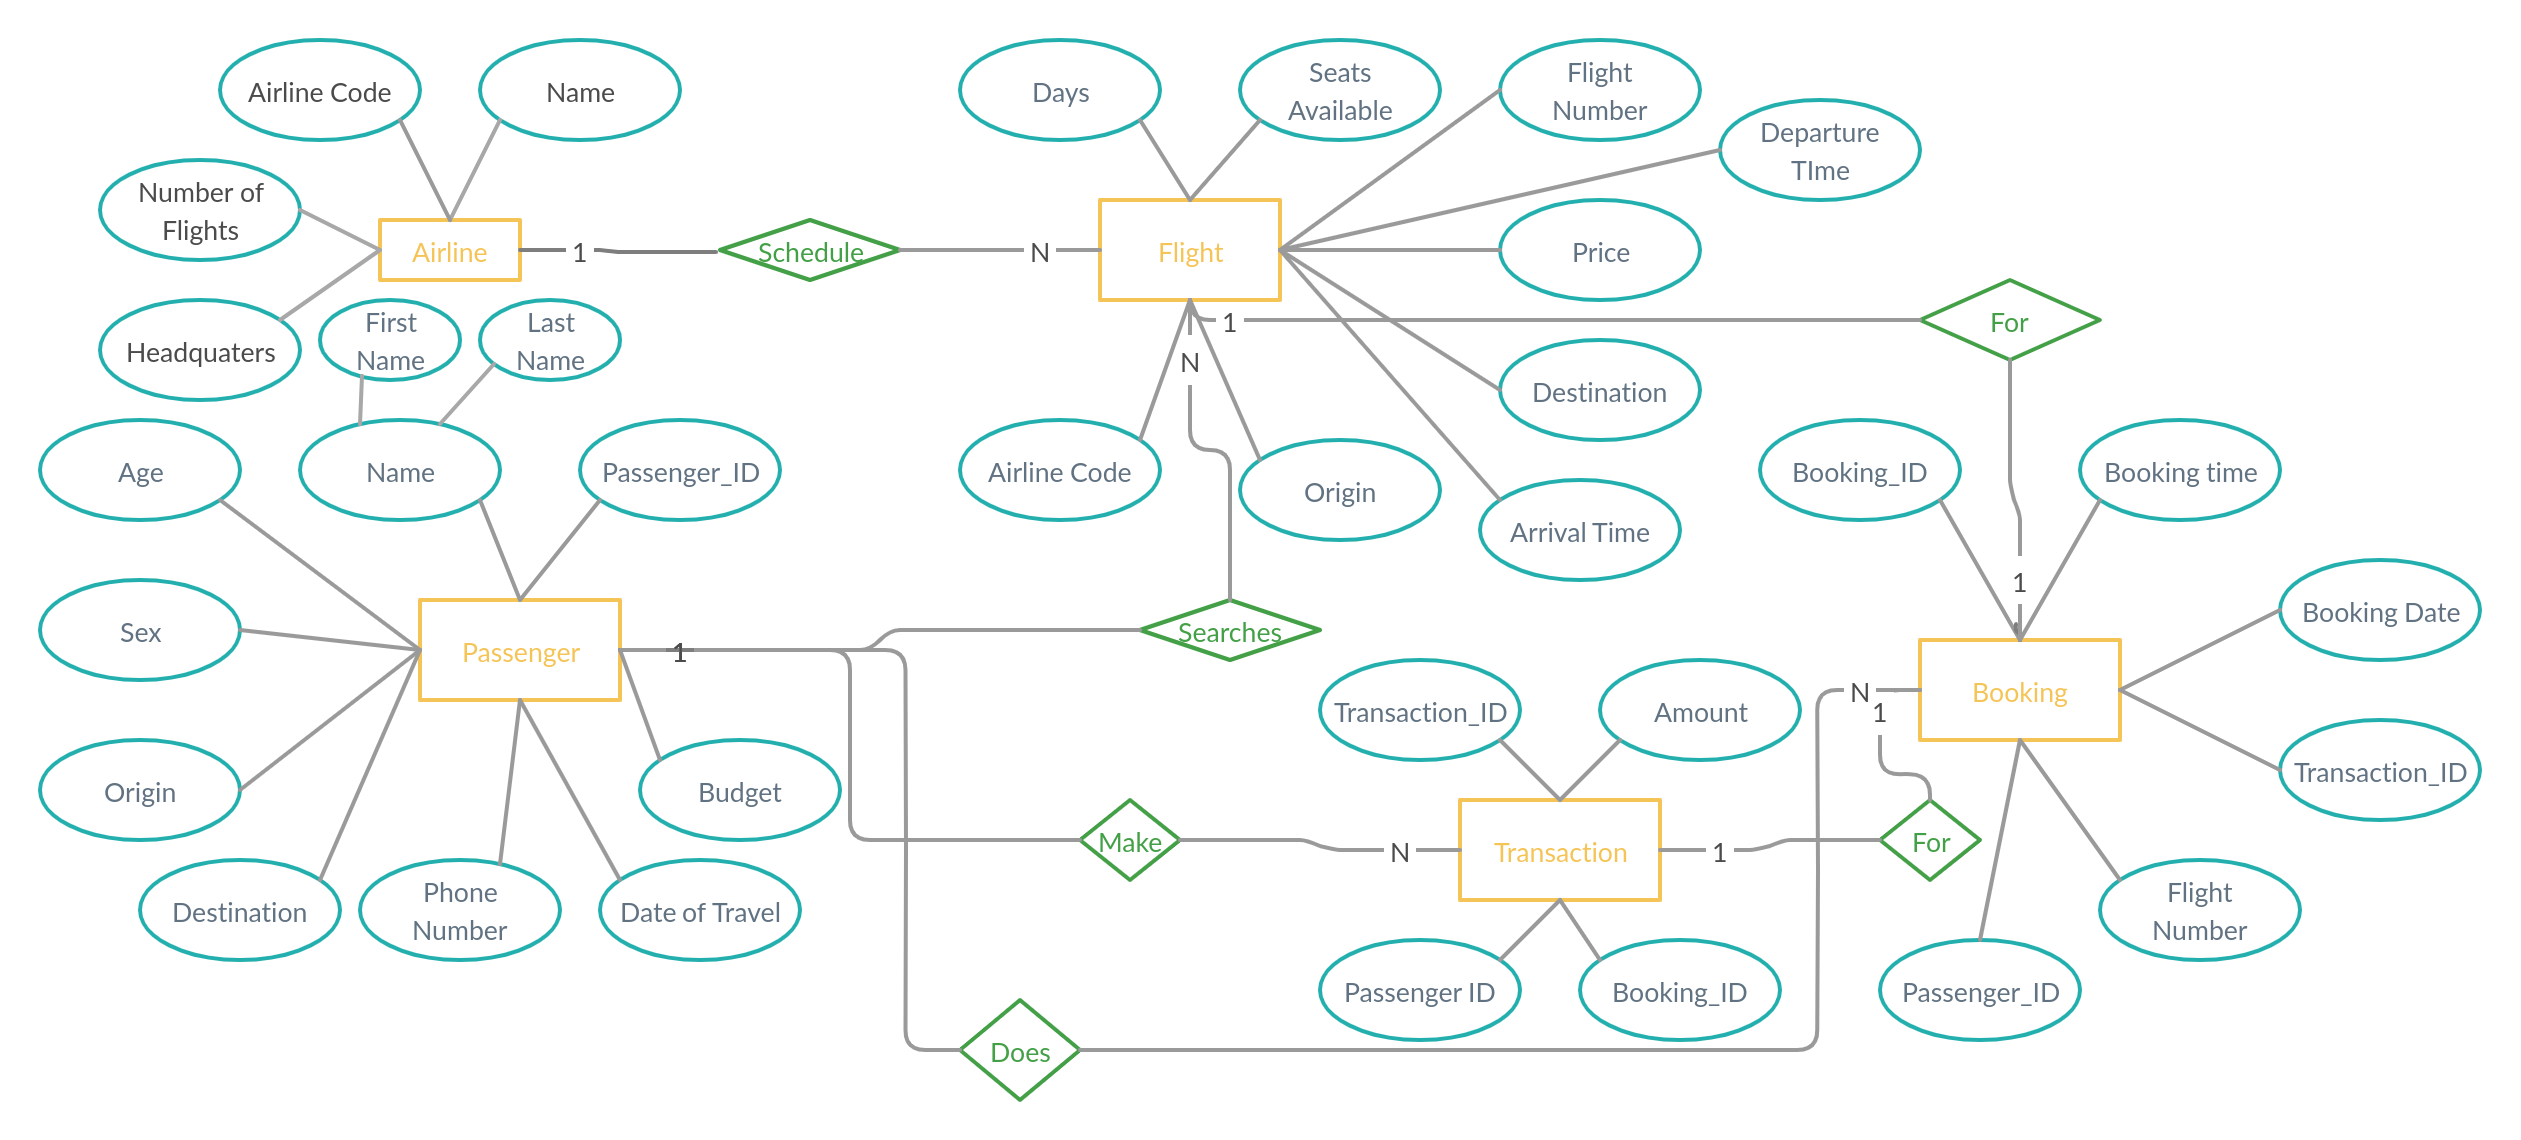 Airline Code
Name
Days
Seats
Available
Flight
Number
Departure
TIme
Number of
Flights
Airline
1
Schedule
N
Flight
Price
Headquaters
First
Name
Last
Name
1
For
N
Destination
Age
Name
Passenger_ID
Airline Code
Origin
Arrival Time
Booking_ID
Booking time
1
Sex
Passenger
1
Searches
Booking Date
Transaction_ID
Amount
N
1
Booking
Transaction_ID
Origin
Budget
Make
N
Transaction
1
For
Destination
Phone
Number
Date of Travel
Flight
Number
Passenger ID
Booking_ID
Passenger_ID
Does